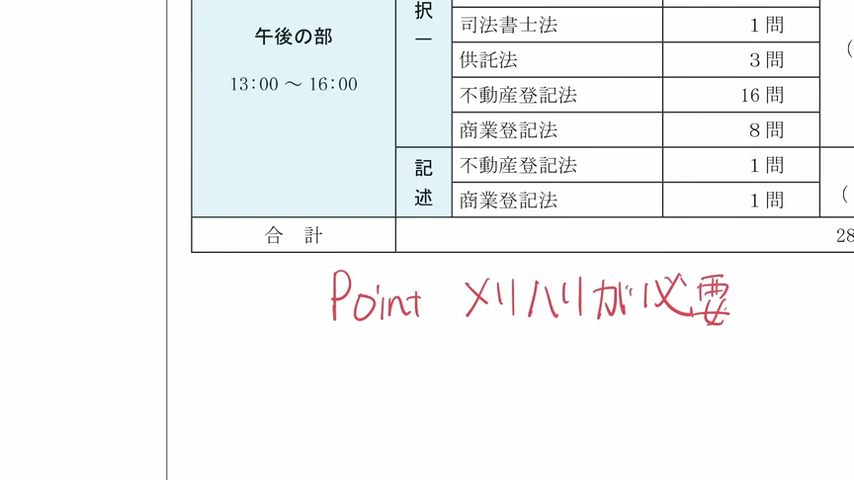 択一
司法書士法 1問
午後の部
供託法 3問
13:00〜16:00
不動産登記法 16問
商業登記法 8問
記述
不動産登記法 1問
商業登記法 1問
合 計 28
Point メリハリが必要